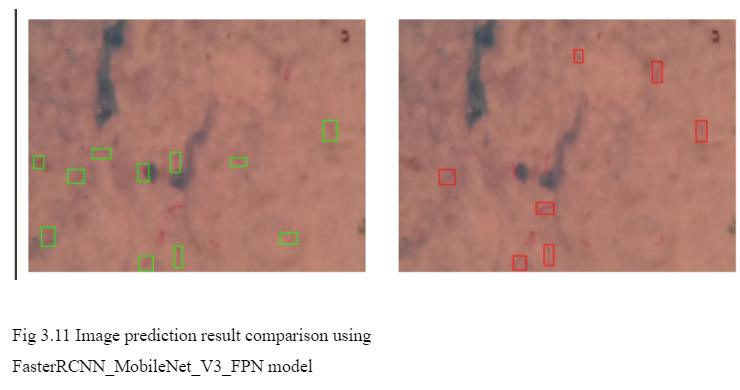 Fig 3.11 Image prediction result comparison using
FasterRCNN_MobileNet_V3_FPN model